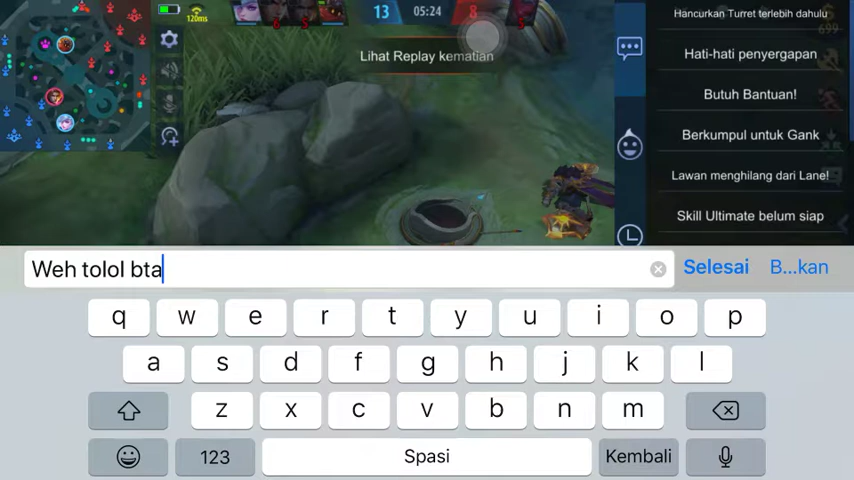 120ms
13 05:24 8
Lihat Replay kematian
Hancurkan Turret terlebih dahulu
699
Hati-hati penyergapan
Butuh Bantuan!
Berkumpul untuk Gank
Lawan menghilang dari Lane!
Skill Ultimate belum siap
Weh tolol bta
Selesai B...kan
q w e r t y u i o p
a s d f g h j k l
z x c v b n m
123 Spasi Kembali